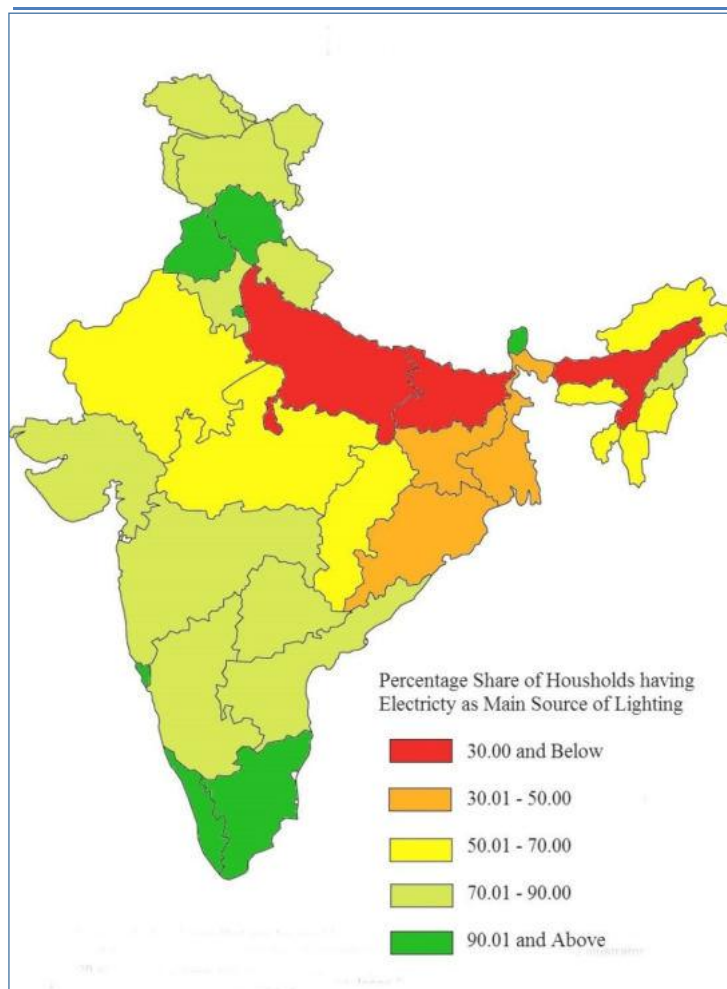 Percentage Share of Housholds having
Electricty as Main Source of Lighting
30.00 and Below
30.01 - 50.00
50.01 - 70.00
70.01 - 90.00
90.01 and Above